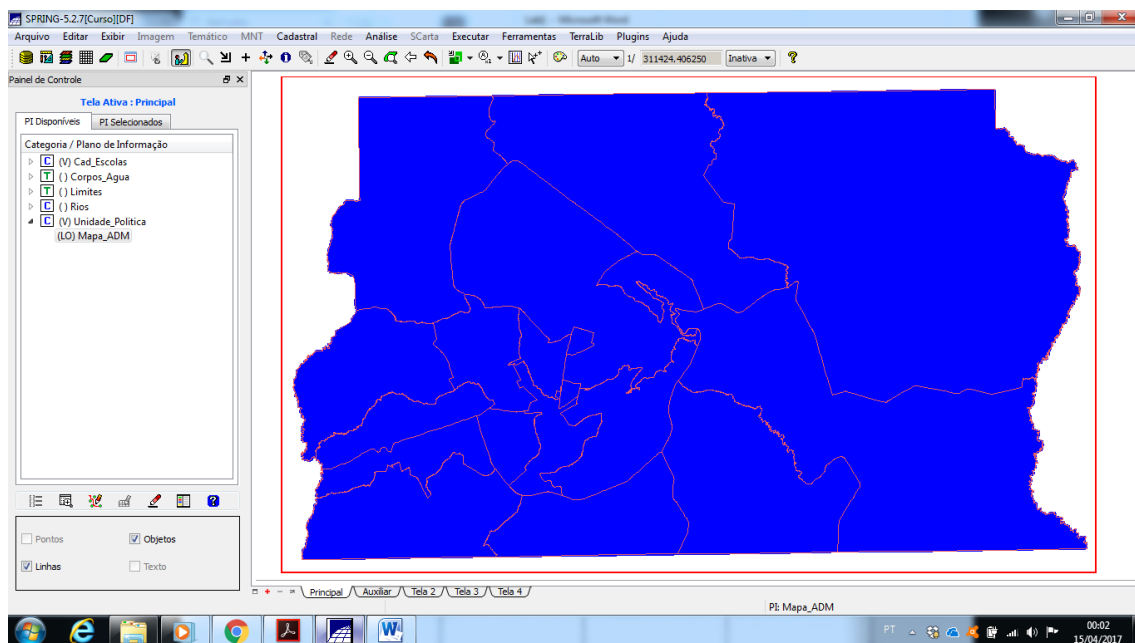 SPRING-5.2.7[Curso][DF]
Arquivo Editar Exibir Imagem Temático MNT Cadastral Rede Análise SCarta Executar Ferramentas TerraLib Plugins Ajuda
Auto 1/ 311424.406250 Inativa
Painel de Controle
Tela Ativa : Principal
PI Disponíveis PI Selecionados
Categoria / Plano de Informação
C (V) Cad_Escolas
T () Corpos_Agua
T () Limites
C () Rios
C (V) Unidade_Politica
(LO) Mapa_ADM
Pontos Objetos
Linhas Texto
Principal Auxiliar Tela 2 Tela 3 Tela 4
PI: Mapa_ADM
PT 00:02
15/04/2017